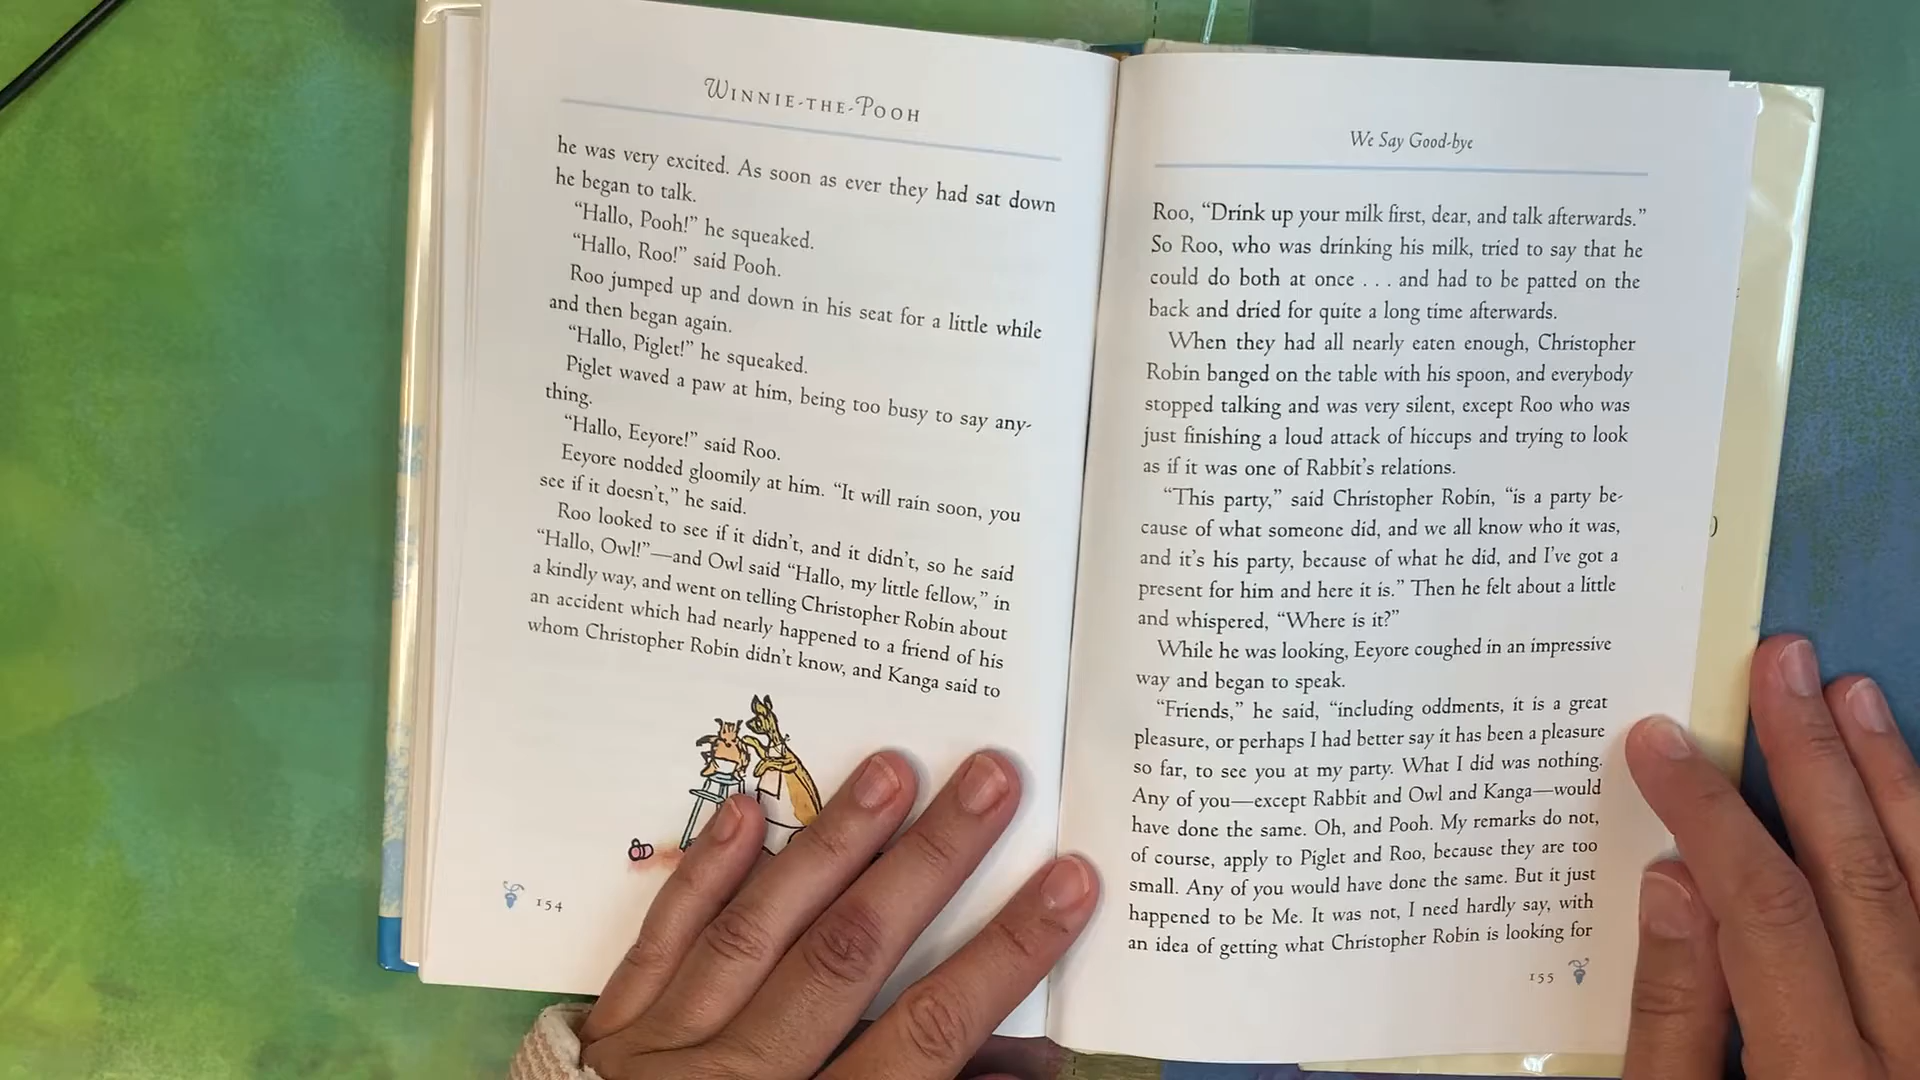 WINNIE-THE-POOH
he was very excited. As soon as ever they had sat down
he began to talk.
“Hallo, Pooh!” he squeaked.
“Hallo, Roo!” said Pooh.
Roo jumped up and down in his seat for a little while
and then began again.
“Hallo, Piglet!” he squeaked.
Piglet waved a paw at him, being too busy to say any-
thing.
“Hallo, Eeyore!” said Roo.
Eeyore nodded gloomily at him. “It will rain soon, you
see if it doesn’t,” he said.
Roo looked to see if it didn’t, and it didn’t, so he said
“Hallo, Owl!”—and Owl said “Hallo, my little fellow,” in
a kindly way, and went on telling Christopher Robin about
an accident which had nearly happened to a friend of his
whom Christopher Robin didn’t know, and Kanga said to
154
We Say Good-bye
Roo, “Drink up your milk first, dear, and talk afterwards.”
So Roo, who was drinking his milk, tried to say that he
could do both at once . . . and had to be patted on the
back and dried for quite a long time afterwards.
When they had all nearly eaten enough, Christopher
Robin banged on the table with his spoon, and everybody
stopped talking and was very silent, except Roo who was
just finishing a loud attack of hiccups and trying to look
as if it was one of Rabbit’s relations.
“This party,” said Christopher Robin, “is a party be-
cause of what someone did, and we all know who it was,
and it’s his party, because of what he did, and I’ve got a
present for him and here it is.” Then he felt about a little
and whispered, “Where is it?”
While he was looking, Eeyore coughed in an impressive
way and began to speak.
“Friends,” he said, “including oddments, it is a great
pleasure, or perhaps I had better say it has been a pleasure
so far, to see you at my party. What I did was nothing.
Any of you—except Rabbit and Owl and Kanga—would
have done the same. Oh, and Pooh. My remarks do not,
of course, apply to Piglet and Roo, because they are too
small. Any of you would have done the same. But it just
happened to be Me. It was not, I need hardly say, with
an idea of getting what Christopher Robin is looking for
155